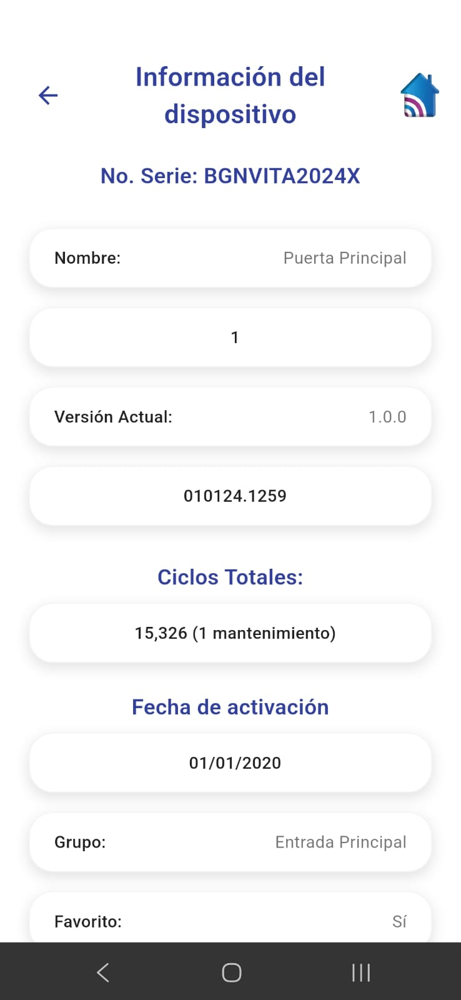 Información del
dispositivo
No. Serie: BGNVITA2024X
Nombre: Puerta Principal
1
Versión Actual: 1.0.0
010124.1259
Ciclos Totales:
15,326 (1 mantenimiento)
Fecha de activación
01/01/2020
Grupo: Entrada Principal
Favorito: Sí